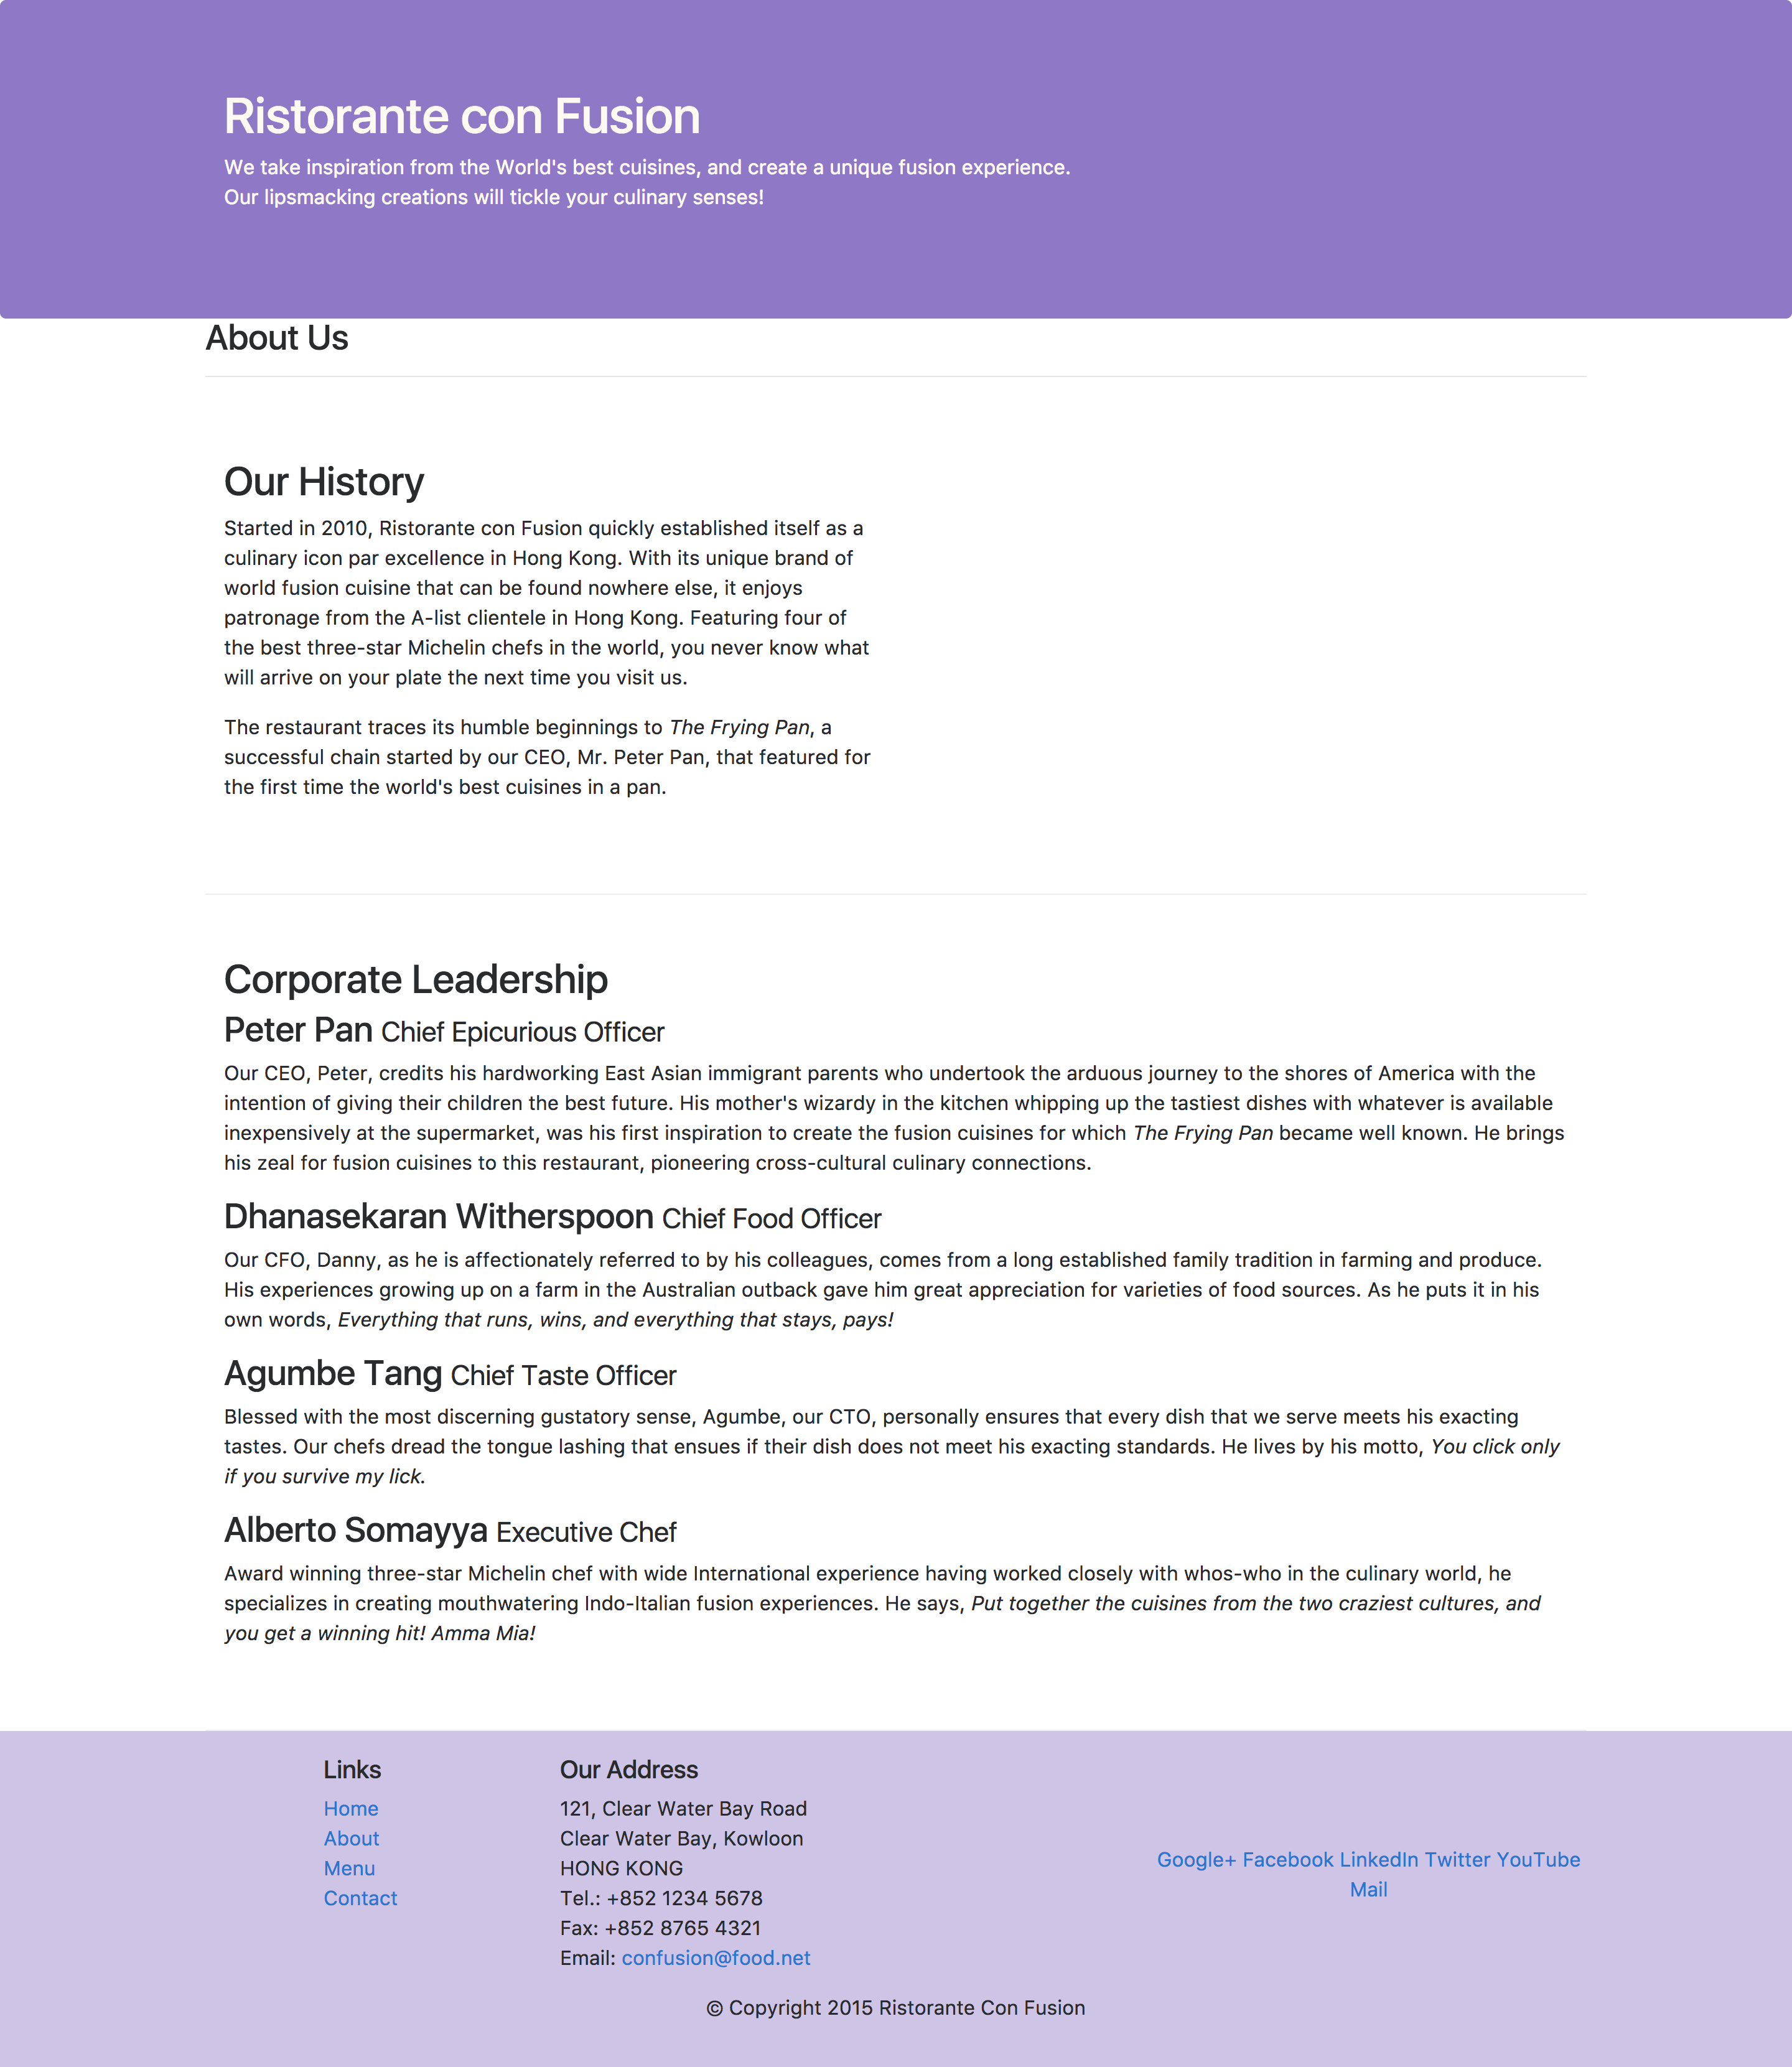 Ristorante con Fusion
We take inspiration from the World's best cuisines, and create a unique fusion experience.
Our lipsmacking creations will tickle your culinary senses!
About Us
Our History
Started in 2010, Ristorante con Fusion quickly established itself as a
culinary icon par excellence in Hong Kong. With its unique brand of
world fusion cuisine that can be found nowhere else, it enjoys
patronage from the A-list clientele in Hong Kong. Featuring four of
the best three-star Michelin chefs in the world, you never know what
will arrive on your plate the next time you visit us.
The restaurant traces its humble beginnings to The Frying Pan, a
successful chain started by our CEO, Mr. Peter Pan, that featured for
the first time the world's best cuisines in a pan.
Corporate Leadership
Peter Pan Chief Epicurious Officer
Our CEO, Peter, credits his hardworking East Asian immigrant parents who undertook the arduous journey to the shores of America with the
intention of giving their children the best future. His mother's wizardy in the kitchen whipping up the tastiest dishes with whatever is available
inexpensively at the supermarket, was his first inspiration to create the fusion cuisines for which The Frying Pan became well known. He brings
his zeal for fusion cuisines to this restaurant, pioneering cross-cultural culinary connections.
Dhanasekaran Witherspoon Chief Food Officer
Our CFO, Danny, as he is affectionately referred to by his colleagues, comes from a long established family tradition in farming and produce.
His experiences growing up on a farm in the Australian outback gave him great appreciation for varieties of food sources. As he puts it in his
own words, Everything that runs, wins, and everything that stays, pays!
Agumbe Tang Chief Taste Officer
Blessed with the most discerning gustatory sense, Agumbe, our CTO, personally ensures that every dish that we serve meets his exacting
tastes. Our chefs dread the tongue lashing that ensues if their dish does not meet his exacting standards. He lives by his motto, You click only
if you survive my lick.
Alberto Somayya Executive Chef
Award winning three-star Michelin chef with wide International experience having worked closely with whos-who in the culinary world, he
specializes in creating mouthwatering Indo-Italian fusion experiences. He says, Put together the cuisines from the two craziest cultures, and
you get a winning hit! Amma Mia!
Links
Home
About
Menu
Contact
Our Address
121, Clear Water Bay Road
Clear Water Bay, Kowloon
HONG KONG
Tel.: +852 1234 5678
Fax: +852 8765 4321
Email: confusion@food.net
Google+ Facebook LinkedIn Twitter YouTube
Mail
© Copyright 2015 Ristorante Con Fusion